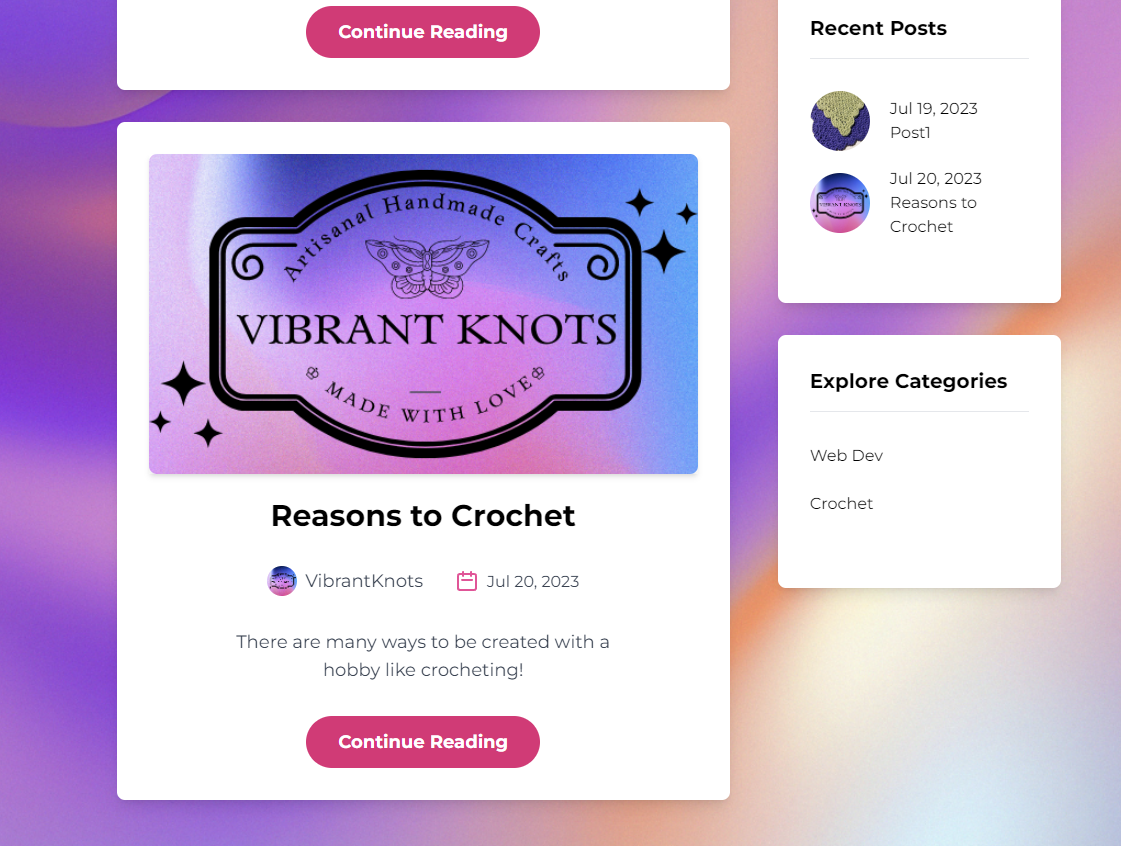 Continue Reading
Artisanal Handmade Crafts
VIBRANT KNOTS
MADE WITH LOVE
Reasons to Crochet
VibrantKnots
Jul 20, 2023
There are many ways to be created with a
hobby like crocheting!
Continue Reading
Recent Posts
Jul 19, 2023
Post1
VIBRANT KNOTS
Jul 20, 2023
Reasons to
Crochet
Explore Categories
Web Dev
Crochet